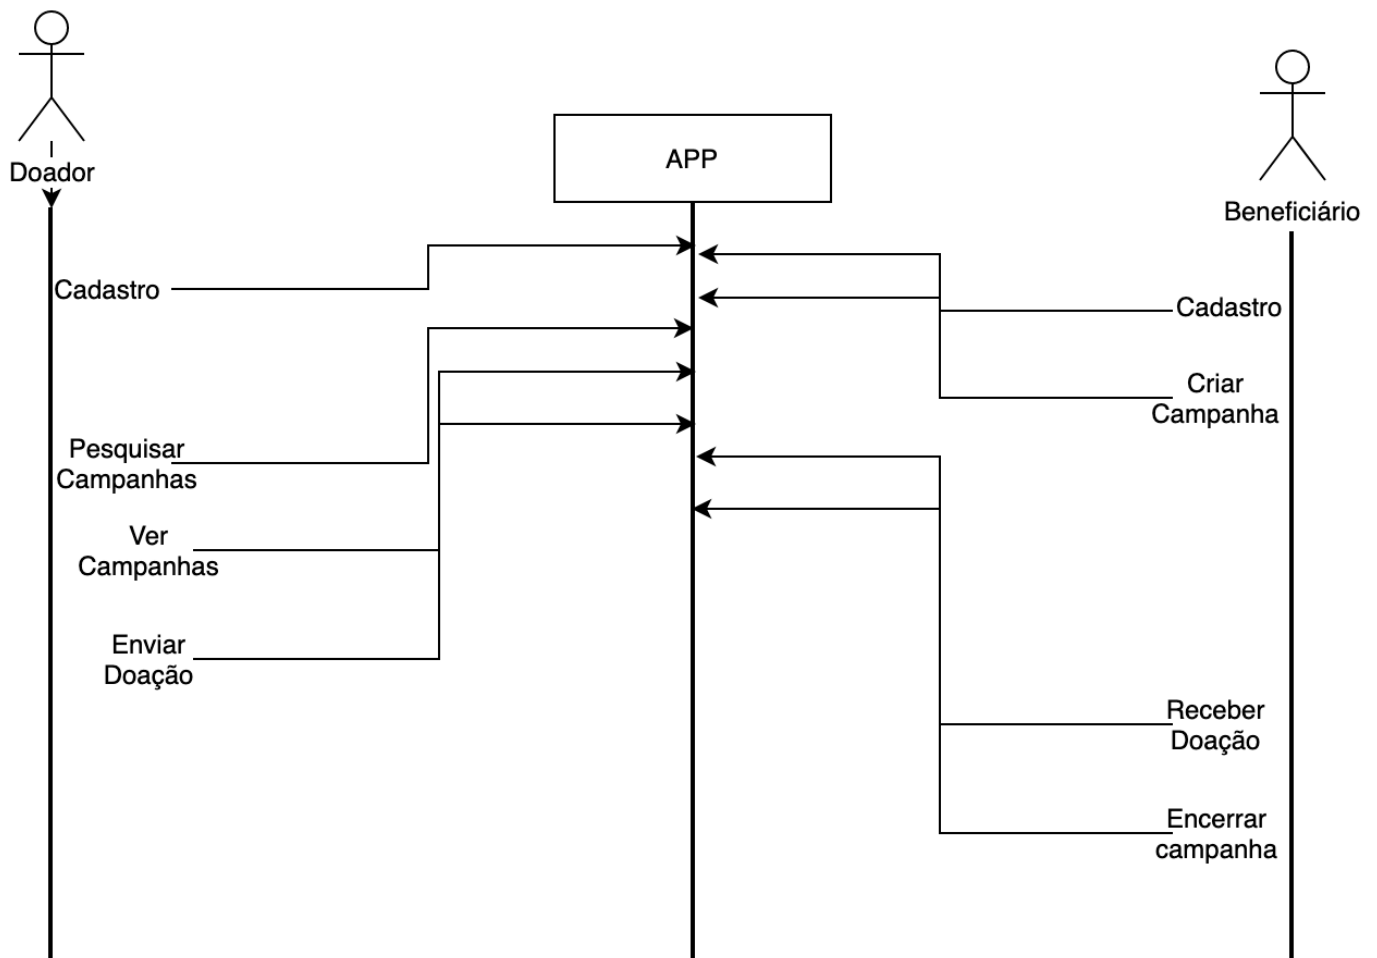 Doador
APP
Beneficiário
Cadastro
Cadastro
Criar
Campanha
Pesquisar
Campanhas
Ver
Campanhas
Enviar
Doação
Receber
Doação
Encerrar
campanha